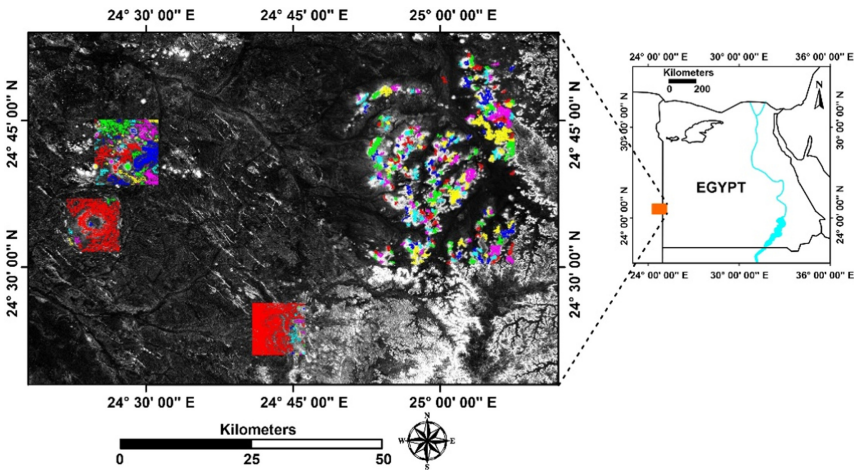 24° 30' 00" E
24° 45' 00" E
25° 00' 00" E
24° 45' 00" N
24° 30' 00" N
24° 45' 00" N
24° 30' 00" N
24° 30' 00" E
24° 45' 00" E
25° 00' 00" E
Kilometers
0
25
50
N
W
E
S
24° 00' 00" E
30° 00' 00" E
36° 00' 00" E
Kilometers
0
200
N
30° 00' 00" N
24° 00' 00" N
30° 00' 00" N
24° 00' 00" N
EGYPT
24° 00' 00" E
30° 00' 00" E
36° 00' 00" E